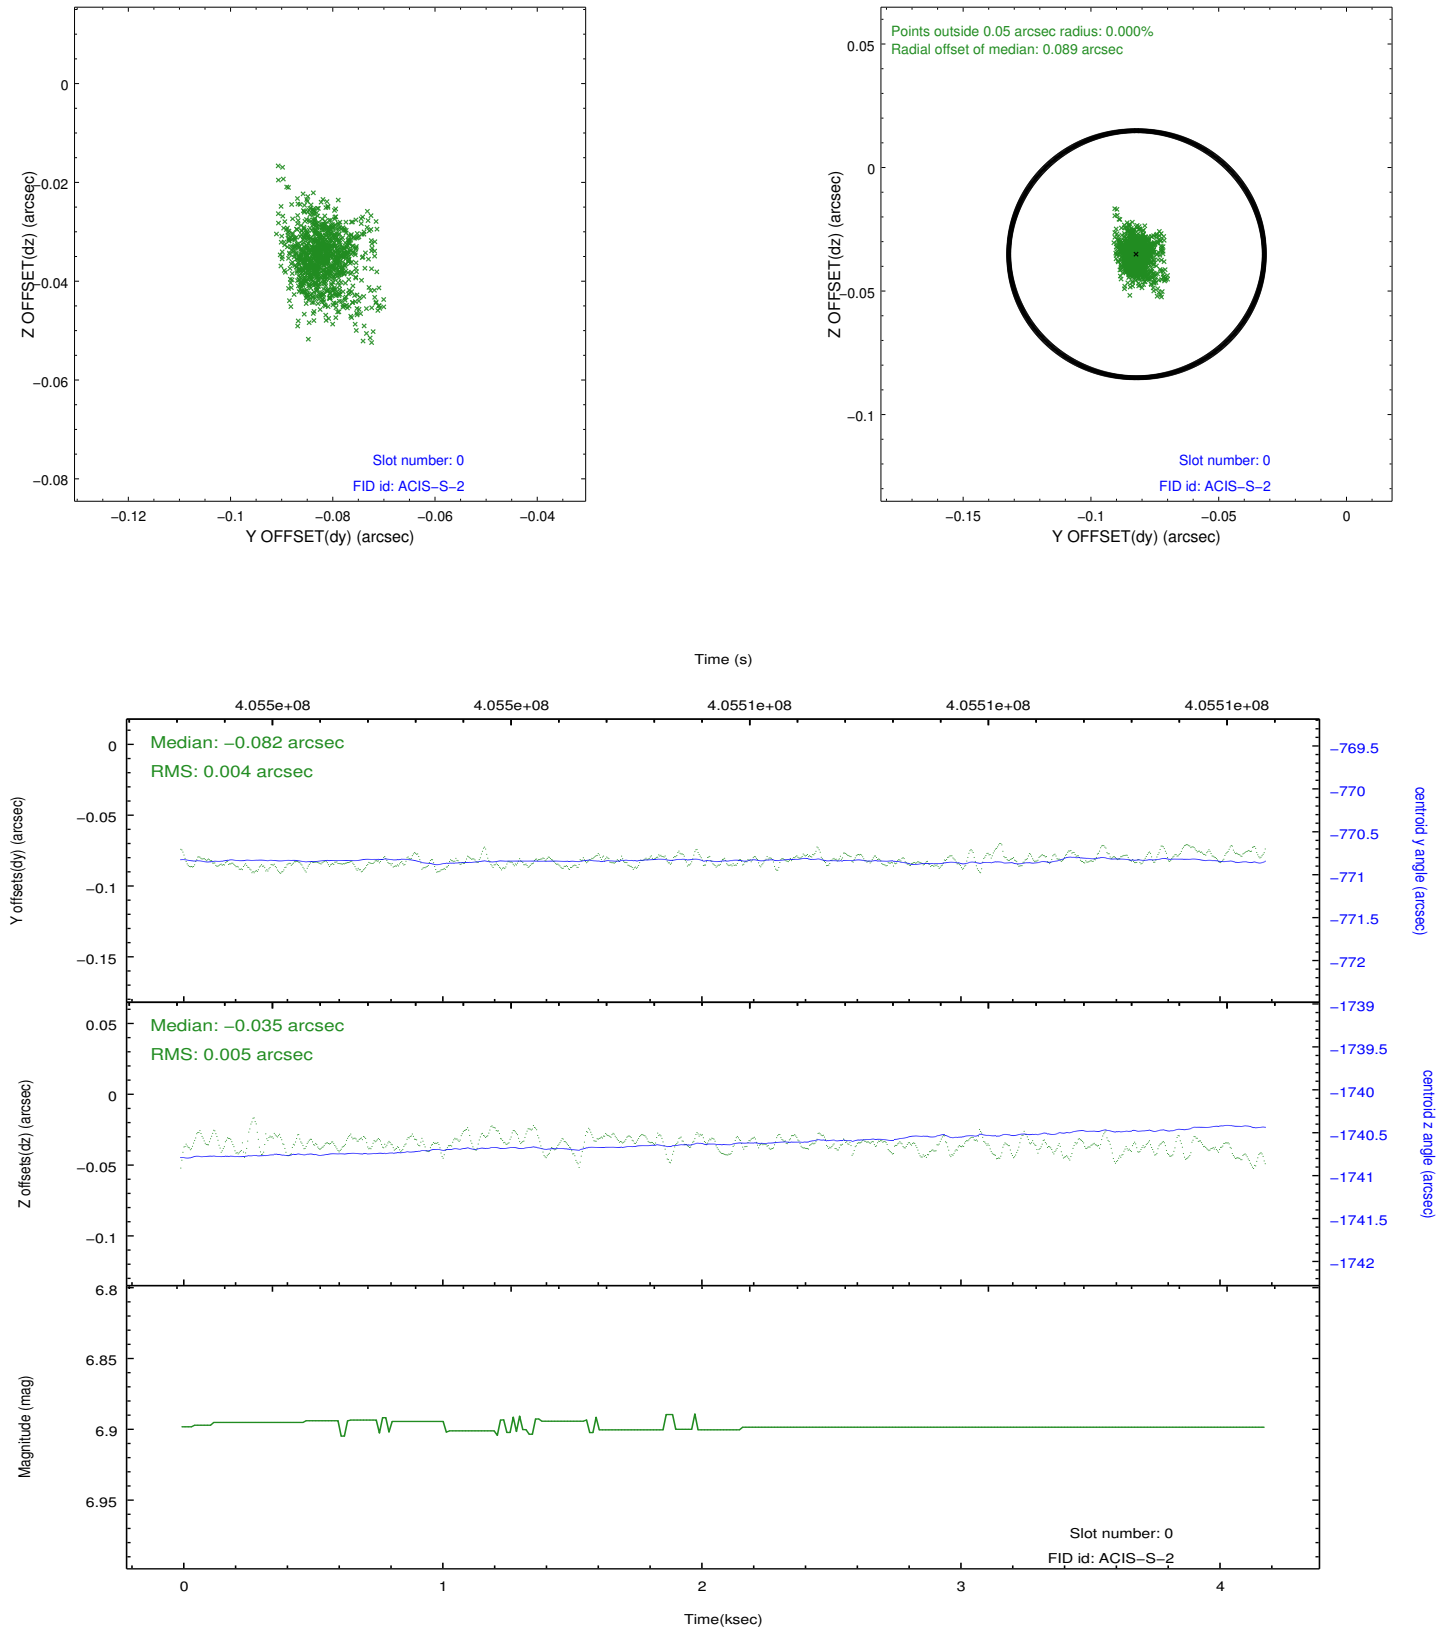 0
−0.02
−0.04
−0.06
−0.08
Z OFFSET(dz) (arcsec)
Slot number: 0
FID id: ACIS−S−2
−0.12
−0.1
−0.08
−0.06
−0.04
Y OFFSET(dy) (arcsec)
Points outside 0.05 arcsec radius: 0.000%
Radial offset of median: 0.089 arcsec
0.05
0
−0.05
−0.1
Z OFFSET(dz) (arcsec)
Slot number: 0
FID id: ACIS−S−2
−0.15
−0.1
−0.05
0
Y OFFSET(dy) (arcsec)
Time (s)
4.055e+08
4.055e+08
4.0551e+08
4.0551e+08
4.0551e+08
Median: −0.082 arcsec
RMS: 0.004 arcsec
0
−0.05
−0.1
−0.15
Y offsets(dy) (arcsec)
−769.5
−770
−770.5
−771
−771.5
−772
centroid y angle (arcsec)
Median: −0.035 arcsec
RMS: 0.005 arcsec
0.05
0
−0.05
−0.1
Z offsets(dz) (arcsec)
−1739
−1739.5
−1740
−1740.5
−1741
−1741.5
−1742
centroid z angle (arcsec)
6.8
6.85
6.9
6.95
Magnitude (mag)
Slot number: 0
FID id: ACIS−S−2
0
1
2
3
4
Time(ksec)